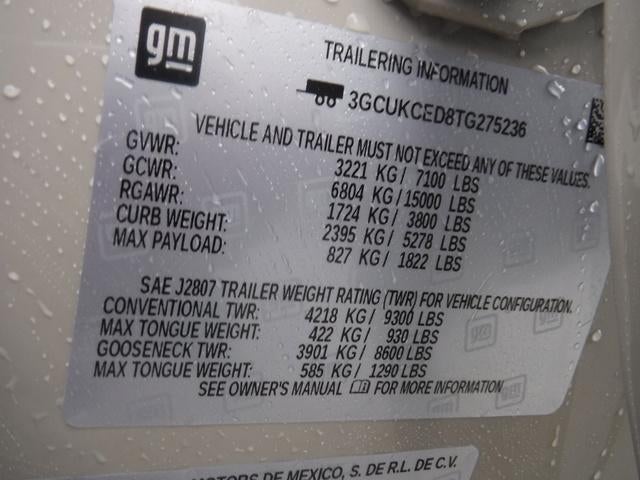 gm
TRAILERING INFORMATION
3GCUKCED8TG275236
VEHICLE AND TRAILER MUST NOT EXCEED ANY OF THESE VALUES.
GVWR: 3221 KG/ 7100 LBS
GCWR: 6804 KG/15000 LBS
RGAWR: 1724 KG/ 3800 LBS
CURB WEIGHT: 2395 KG/ 5278 LBS
MAX PAYLOAD: 827 KG/ 1822 LBS
SAE J2807 TRAILER WEIGHT RATING (TWR) FOR VEHICLE CONFIGURATION.
CONVENTIONAL TWR: 4218 KG/ 9300 LBS
MAX TONGUE WEIGHT: 422 KG/ 930 LBS
GOOSENECK TWR: 3901 KG/ 8600 LBS
MAX TONGUE WEIGHT: 585 KG/ 1290 LBS
SEE OWNER'S MANUAL FOR MORE INFORMATION
MOTORS DE MEXICO, S. DE R.L. DE C.V.